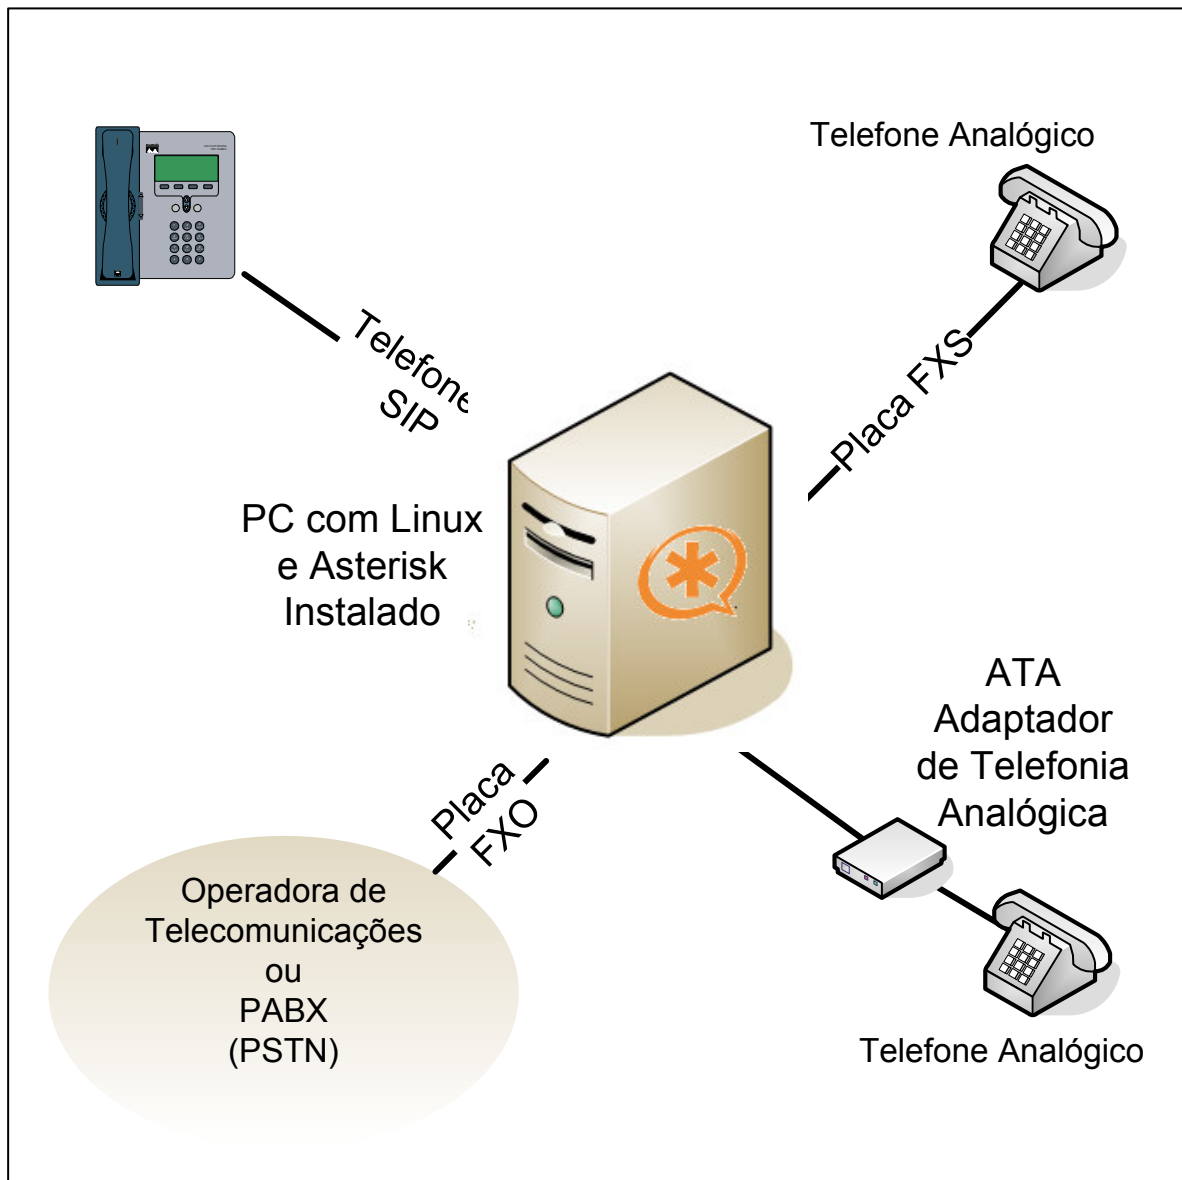 Telefone Analógico
Telefone
SIP
Placa FXS
PC com Linux
e Asterisk
Instalado
ATA
Adaptador
de Telefonia
Analógica
Placa
FXO
Operadora de
Telecomunicações
ou
PABX
(PSTN)
Telefone Analógico